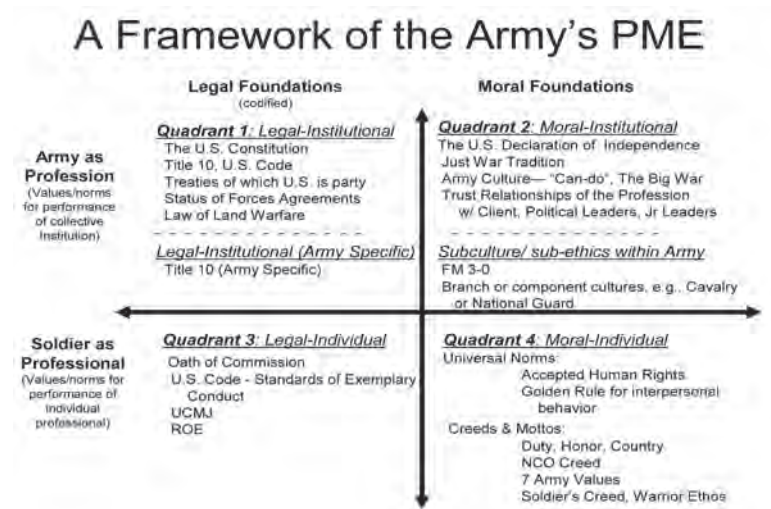 A Framework of the Army's PME
Legal Foundations
(codified)
Moral Foundations
Army as
Profession
(Values/norms
for performance
of collective
Institution)
Quadrant 1: Legal-Institutional
The U.S. Constitution
Title 10, U.S. Code
Treaties of which U.S. is party
Status of Forces Agreements
Law of Land Warfare
Legal-Institutional (Army Specific)
Title 10 (Army Specific)
Quadrant 2: Moral-Institutional
The U.S. Declaration of Independence
Just War Tradition
Army Culture— "Can-do", The Big War
Trust Relationships of the Profession
w/ Client, Political Leaders, Jr Leaders
Subculture/ sub-ethics within Army
FM 3-0
Branch or component cultures, e.g., Cavalry
or National Guard
Soldier as
Professional
(Values/norms for
performance of
Individual
professional)
Quadrant 3: Legal-Individual
Oath of Commission
U.S. Code - Standards of Exemplary
Conduct
UCMJ
ROE
Quadrant 4: Moral-Individual
Universal Norms:
Accepted Human Rights
Golden Rule for interpersonal
behavior
Creeds & Mottos:
Duty, Honor, Country
NCO Creed
7 Army Values
Soldier's Creed, Warrior Ethos